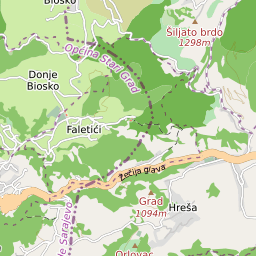 Biosko
Šiljato brdo
1298m
Općina Stari Grad
Donje
Biosko
Faletići
Žečija glava
Grad
1094m
Hreša
Orlovac